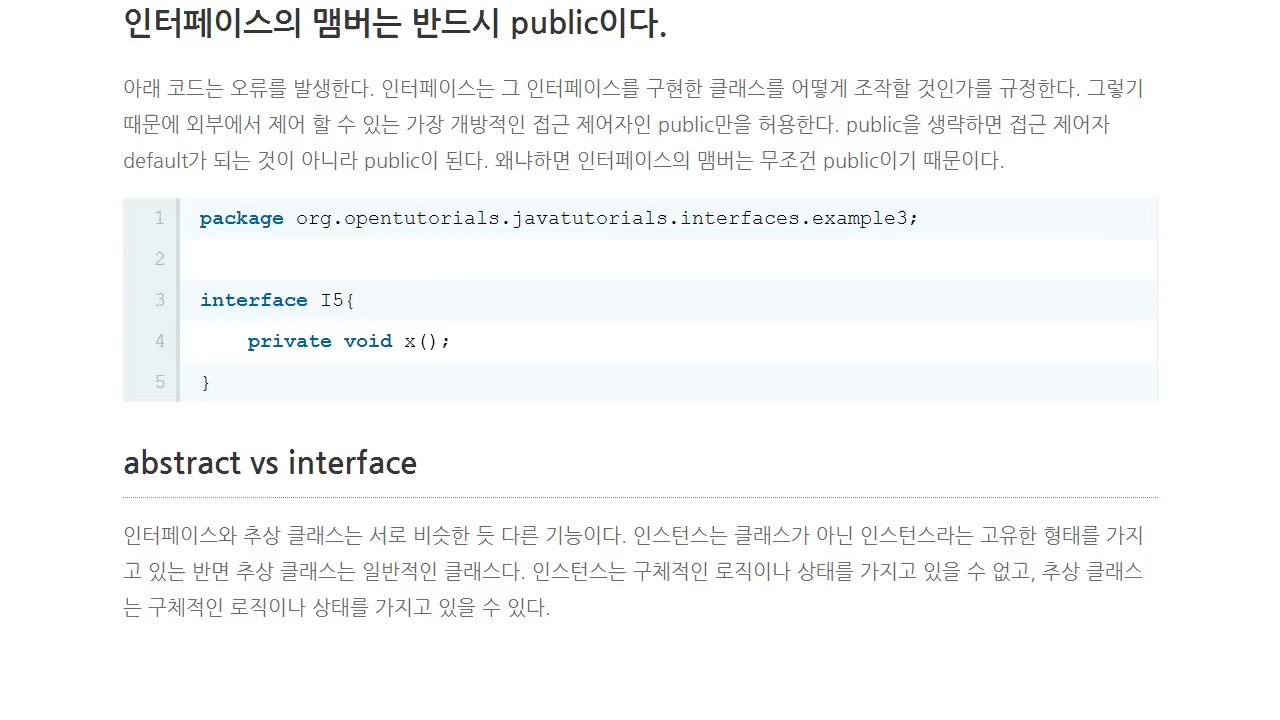 인터페이스의 맴버는 반드시 public이다.
아래 코드는 오류를 발생한다. 인터페이스는 그 인터페이스를 구현한 클래스를 어떻게 조작할 것인가를 규정한다. 그렇기
때문에 외부에서 제어 할 수 있는 가장 개방적인 접근 제어자인 public만을 허용한다. public을 생략하면 접근 제어자
default가 되는 것이 아니라 public이 된다. 왜냐하면 인터페이스의 맴버는 무조건 public이기 때문이다.
1 package org.opentutorials.javatutorials.interfaces.example3;
2
3 interface I5{
4 private void x();
5 }
abstract vs interface
인터페이스와 추상 클래스는 서로 비슷한 듯 다른 기능이다. 인스턴스는 클래스가 아닌 인스턴스라는 고유한 형태를 가지
고 있는 반면 추상 클래스는 일반적인 클래스다. 인스턴스는 구체적인 로직이나 상태를 가지고 있을 수 없고, 추상 클래스
는 구체적인 로직이나 상태를 가지고 있을 수 있다.